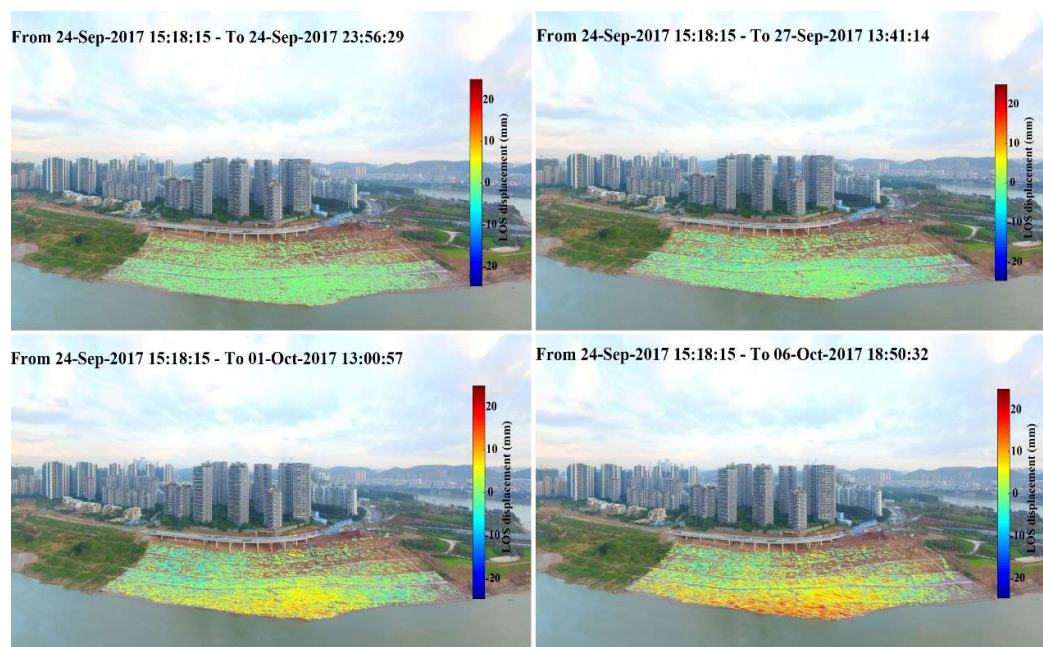 From 24-Sep-2017 15:18:15 - To 24-Sep-2017 23:56:29
20
10
0
-10
-20
LOS displacement (mm)
From 24-Sep-2017 15:18:15 - To 27-Sep-2017 13:41:14
20
10
0
-10
-20
LOS displacement (mm)
From 24-Sep-2017 15:18:15 - To 01-Oct-2017 13:00:57
20
10
0
-10
-20
LOS displacement (mm)
From 24-Sep-2017 15:18:15 - To 06-Oct-2017 18:50:32
20
10
0
-10
-20
LOS displacement (mm)